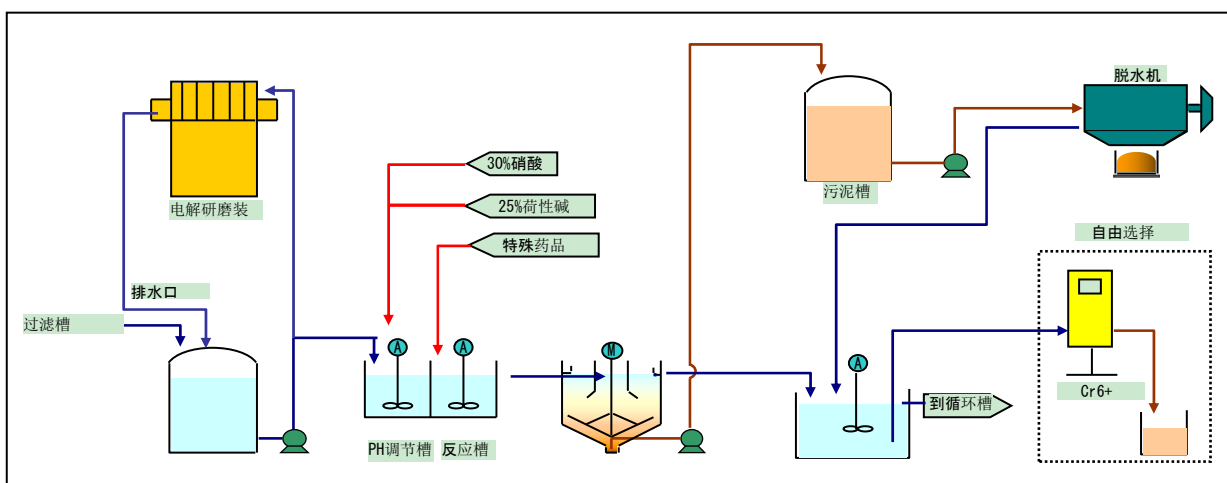 脱水机
30%硝酸
25%荷性碱
特殊药品
污泥槽
电解研磨装
自由选择
排水口
过滤槽
A
A
M
A
Cr6+
到循环槽
PH调节槽
反应槽